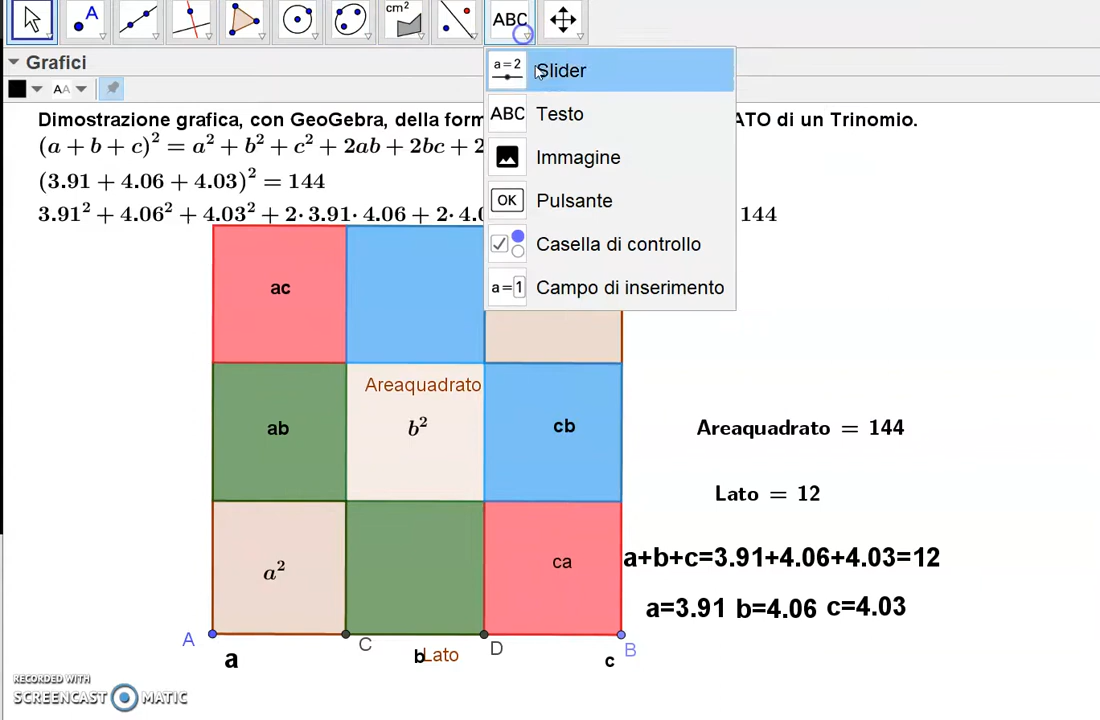 cm²
ABC
Grafici
AA
a=2 Slider
ABC Testo
Immagine
OK Pulsante
Casella di controllo
a=1 Campo di inserimento
Dimostrazione grafica, con GeoGebra, della form ATO di un Trinomio.
(a + b + c)² = a² + b² + c² + 2ab + 2bc + 2
(3.91 + 4.06 + 4.03)² = 144
3.91² + 4.06² + 4.03² + 2·3.91·4.06 + 2·4.0 144
ac
Areaquadrato
ab
b²
cb
Areaquadrato = 144
Lato = 12
a²
ca
a+b+c=3.91+4.06+4.03=12
a=3.91 b=4.06 c=4.03
A
C
D
B
a
b
Lato
c
RECORDED WITH
SCREENCAST MATIC